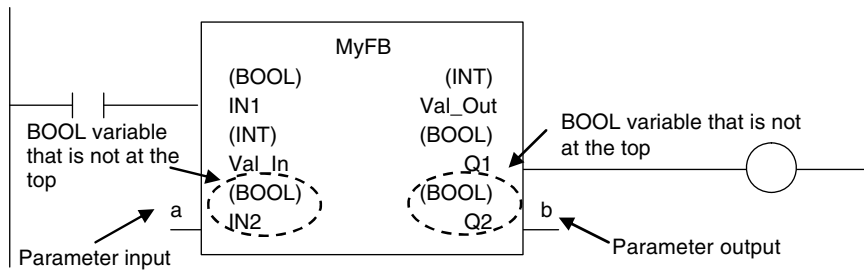 MyFB
(BOOL)
IN1
(INT)
Val_In
(BOOL)
IN2
(INT)
Val_Out
(BOOL)
Q1
(BOOL)
Q2
BOOL variable
that is not at the
top
BOOL variable that is not
at the top
a
b
Parameter input
Parameter output